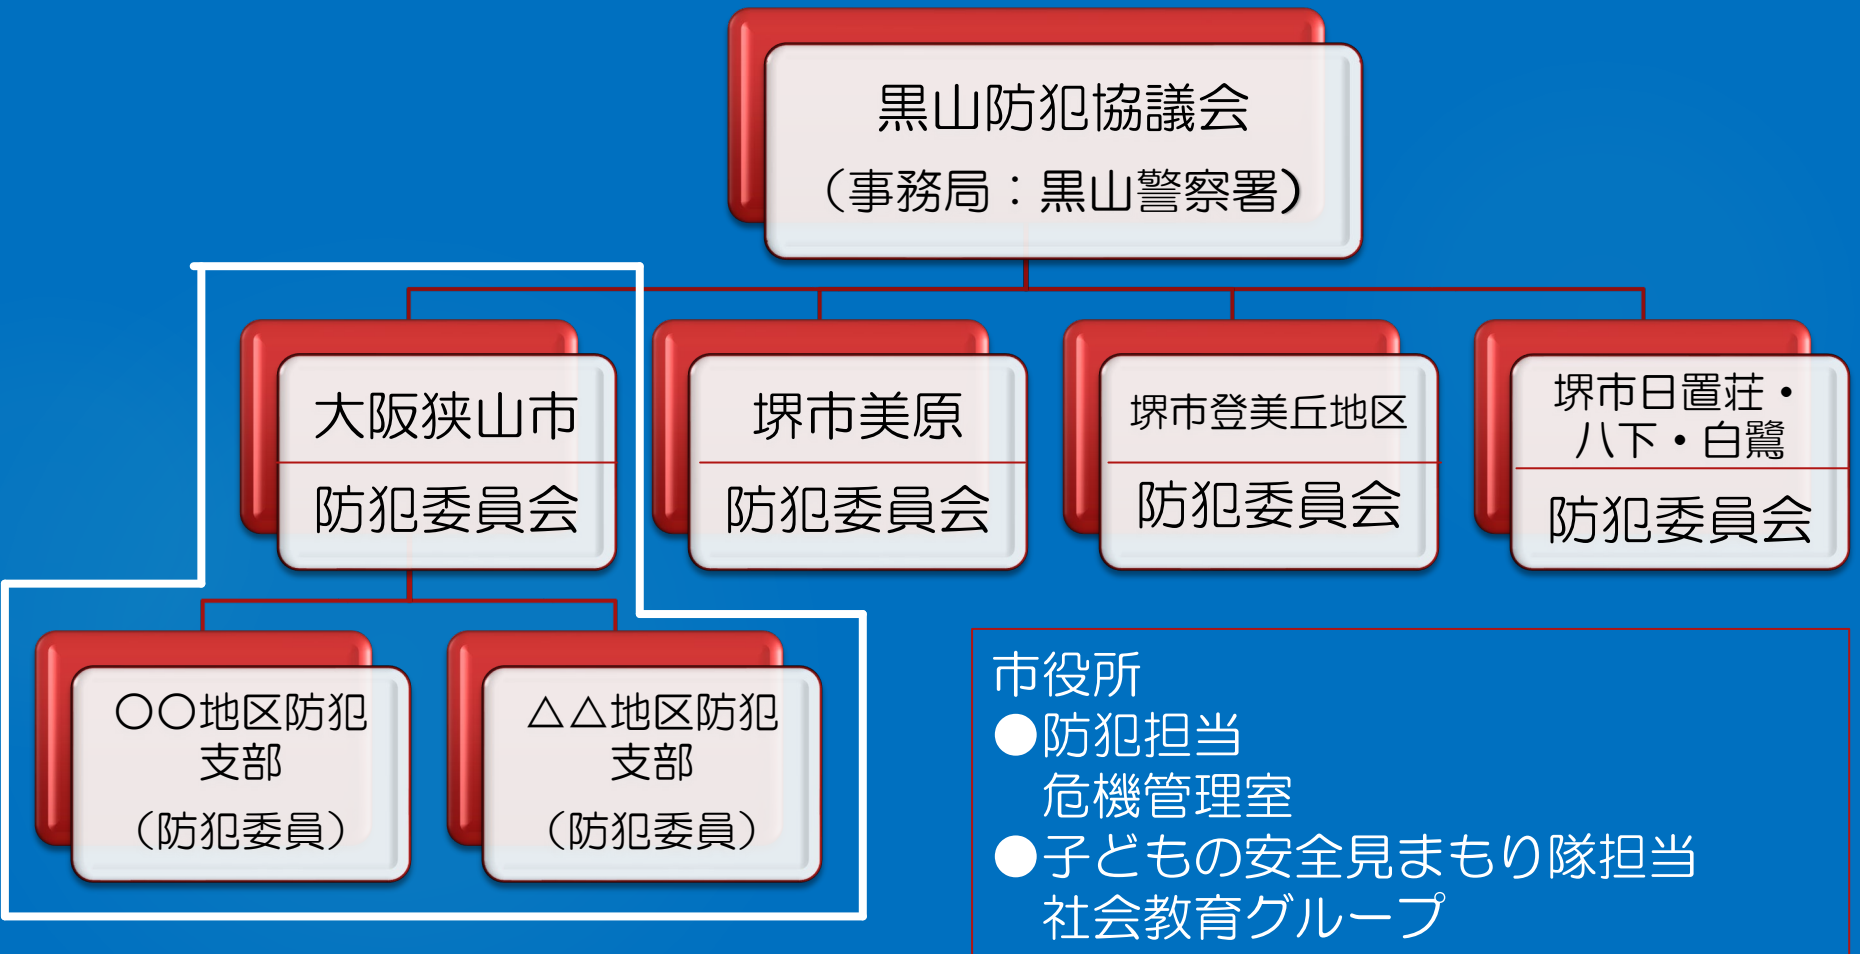 黒山防犯協議会
（事務局：黒山警察署）
大阪狭山市
防犯委員会
堺市美原
防犯委員会
堺市登美丘地区
防犯委員会
堺市日置荘・
八下・白鷺
防犯委員会
〇〇地区防犯
支部
（防犯委員）
△△地区防犯
支部
（防犯委員）
市役所
●防犯担当
危機管理室
●子どもの安全見まもり隊担当
社会教育グループ